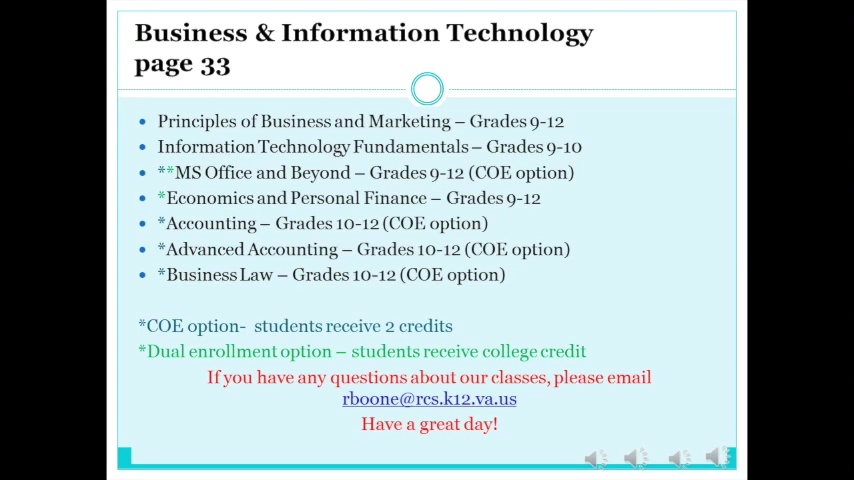 Business & Information Technology
page 33
Principles of Business and Marketing – Grades 9-12
Information Technology Fundamentals – Grades 9-10
**MS Office and Beyond – Grades 9-12 (COE option)
*Economics and Personal Finance – Grades 9-12
*Accounting – Grades 10-12 (COE option)
*Advanced Accounting – Grades 10-12 (COE option)
*Business Law – Grades 10-12 (COE option)
*COE option- students receive 2 credits
*Dual enrollment option – students receive college credit
If you have any questions about our classes, please email
rboone@rcs.k12.va.us
Have a great day!